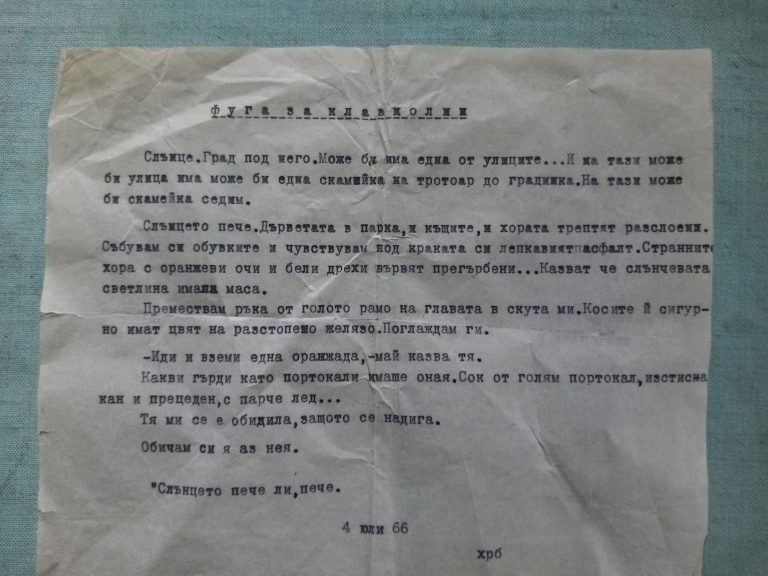 Фуга за клавиолин
Слънце.Град под него.Може би има една от улиците...И на тази може
би улица има може би една скамийка на тротоар до градинка.На тази може
би скамейка седим.
Слънцето пече.Дърветата в парка,и къщите,и хората трептят разслоени.
Събувам си обувките и чувствувам под краката си лепкавият асфалт.Странните
хора с оранжеви очи и бели дрехи вървят прегърбени...Казват че слънчевата
светлина имала маса.
Премествам ръка от голото рамо на главата в скута ми.Косите й сигур-
но имат цвят на разстопено желязо.Поглаждам ги.
-Иди и вземи една оранжада,-май казва тя.
Какви гърди като портокали имаше оная.Сок от голям портокал,изстиска
кан и прецеден,с парче лед...
Тя ми се е обидила,защото се надига.
Обичам си я аз нея.
"Слънцето пече ли,пече.
4 юли 66
хрб